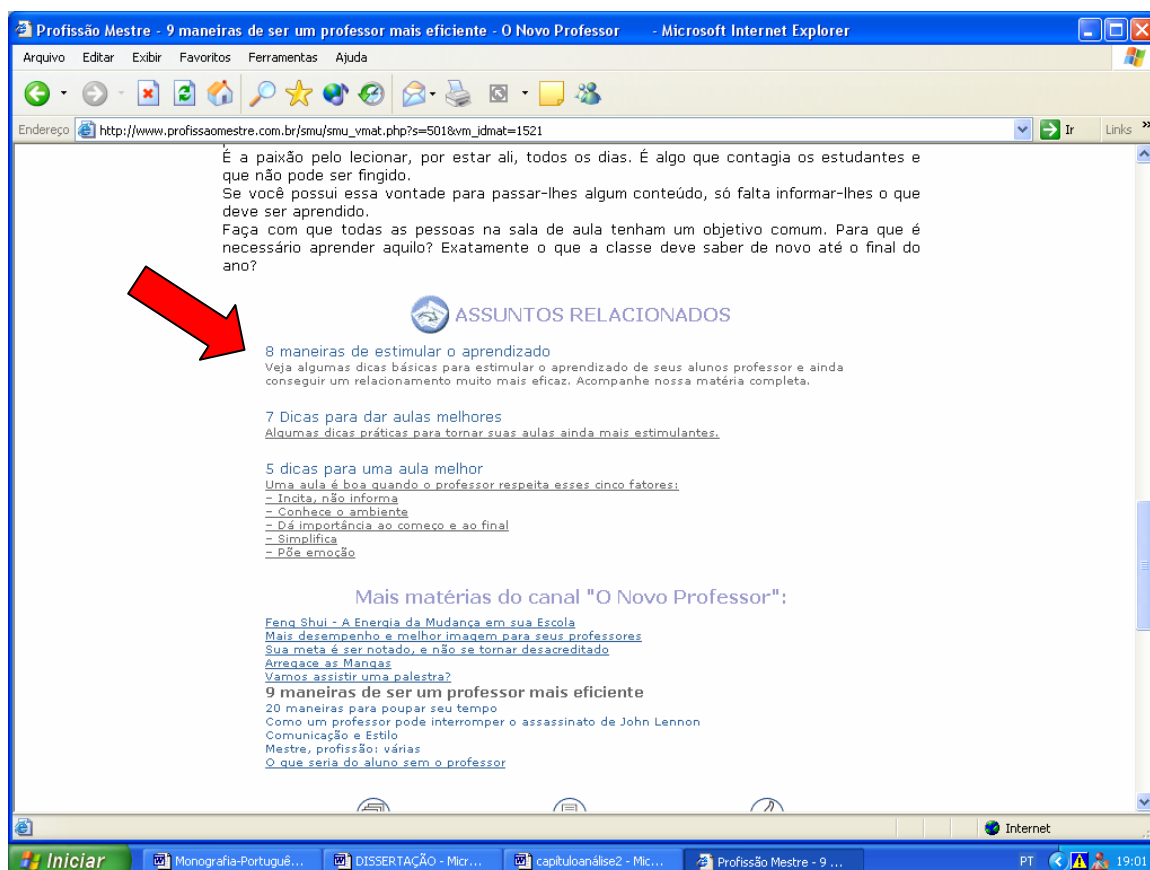 Profissão Mestre - 9 maneiras de ser um professor mais eficiente - O Novo Professor - Microsoft Internet Explorer
Arquivo Editar Exibir Favoritos Ferramentas Ajuda
Endereço http://www.profissaomestre.com.br/smu/smu_vmat.php?s=501&vm_idmat=1521 Ir Links »
É a paixão pelo lecionar, por estar ali, todos os dias. É algo que contagia os estudantes e
que não pode ser fingido.
Se você possui essa vontade para passar-lhes algum conteúdo, só falta informar-lhes o que
deve ser aprendido.
Faça com que todas as pessoas na sala de aula tenham um objetivo comum. Para que é
necessário aprender aquilo? Exatamente o que a classe deve saber de novo até o final do
ano?
ASSUNTOS RELACIONADOS
8 maneiras de estimular o aprendizado
Veja algumas dicas básicas para estimular o aprendizado de seus alunos professor e ainda
conseguir um relacionamento muito mais eficaz. Acompanhe nossa matéria completa.
7 Dicas para dar aulas melhores
Algumas dicas práticas para tornar suas aulas ainda mais estimulantes.
5 dicas para uma aula melhor
Uma aula é boa quando o professor respeita esses cinco fatores:
- Incita, não informa
- Conhece o ambiente
- Dá importância ao começo e ao final
- Simplifica
- Põe emoção
Mais matérias do canal "O Novo Professor":
Feng Shui - A Energia da Mudança em sua Escola
Mais desempenho e melhor imagem para seus professores
Sua meta é ser notado, e não se tornar desacreditado
Arregace as Mangas
Vamos assistir uma palestra?
9 maneiras de ser um professor mais eficiente
20 maneiras para poupar seu tempo
Como um professor pode interromper o assassinato de John Lennon
Comunicação e Estilo
Mestre, profissão: várias
O que seria do aluno sem o professor
Internet
Iniciar Monografia-Portuguê... DISSERTAÇÃO - Micr... capítuloanálise2 - Mic... Profissão Mestre - 9 ... PT 19:01